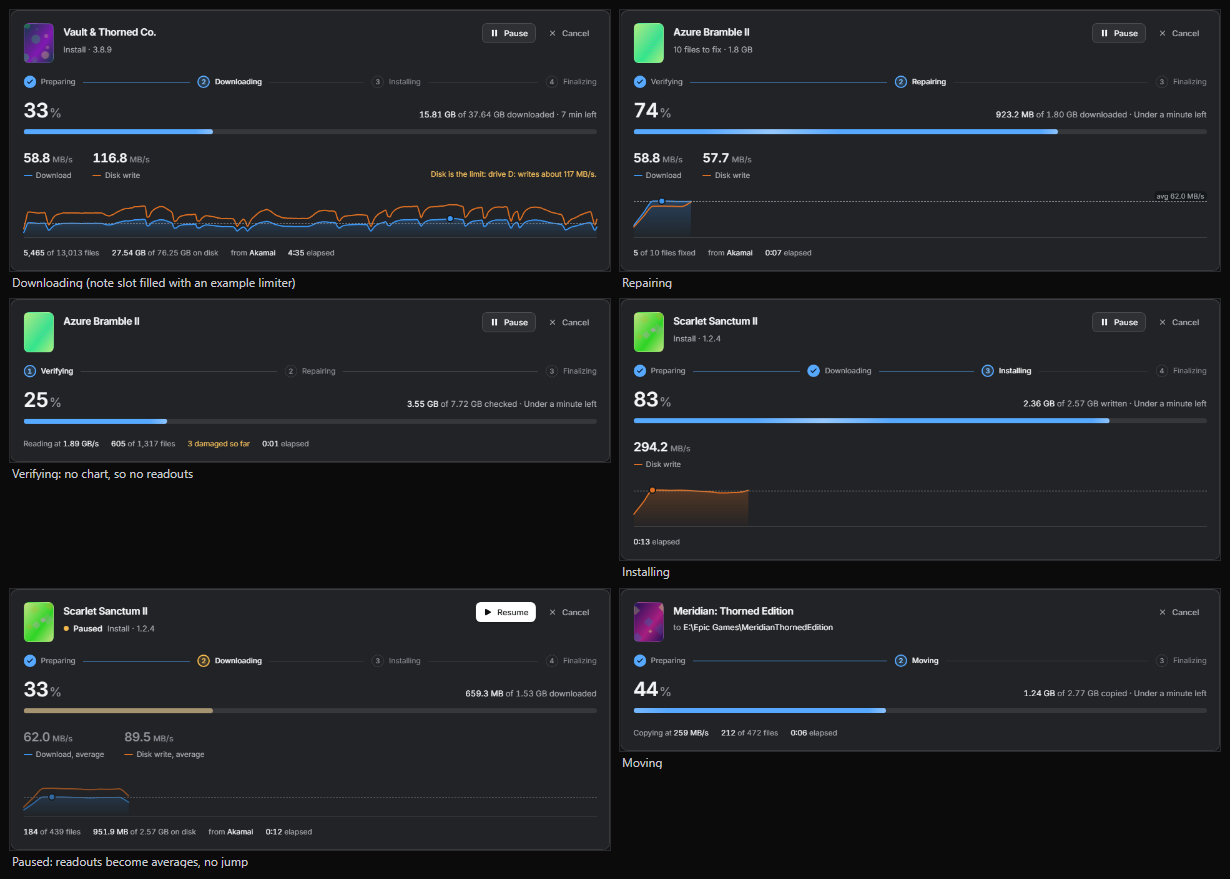 Vault & Thorned Co.
Install · 3.8.9
Pause
Cancel
Preparing
2 Downloading
3 Installing
4 Finalizing
33%
15.81 GB of 37.64 GB downloaded · 7 min left
58.8 MB/s
116.8 MB/s
Download
Disk write
Disk is the limit: drive D: writes about 117 MB/s.
5,465 of 13,013 files 27.54 GB of 76.25 GB on disk from Akamai 4:35 elapsed
Downloading (note slot filled with an example limiter)
Azure Bramble II
10 files to fix · 1.8 GB
Pause
Cancel
Verifying
2 Repairing
3 Finalizing
74%
923.2 MB of 1.80 GB downloaded · Under a minute left
58.8 MB/s
57.7 MB/s
Download
Disk write
avg 62.0 MB/s
5 of 10 files fixed from Akamai 0:07 elapsed
Repairing
Azure Bramble II
Pause
Cancel
1 Verifying
2 Repairing
3 Finalizing
25%
3.55 GB of 7.72 GB checked · Under a minute left
Reading at 1.89 GB/s 605 of 1,317 files 3 damaged so far 0:01 elapsed
Verifying: no chart, so no readouts
Scarlet Sanctum II
Install · 1.2.4
Pause
Cancel
Preparing
Downloading
3 Installing
4 Finalizing
83%
2.36 GB of 2.57 GB written · Under a minute left
294.2 MB/s
Disk write
0:13 elapsed
Installing
Scarlet Sanctum II
Paused Install · 1.2.4
Resume
Cancel
Preparing
2 Downloading
3 Installing
4 Finalizing
33%
659.3 MB of 1.53 GB downloaded
62.0 MB/s
89.5 MB/s
Download, average
Disk write, average
184 of 439 files 951.9 MB of 2.57 GB on disk from Akamai 0:12 elapsed
Paused: readouts become averages, no jump
Meridian: Thorned Edition
to E:\Epic Games\MeridianThornedEdition
Cancel
Preparing
2 Moving
3 Finalizing
44%
1.24 GB of 2.77 GB copied · Under a minute left
Copying at 259 MB/s 212 of 472 files 0:06 elapsed
Moving